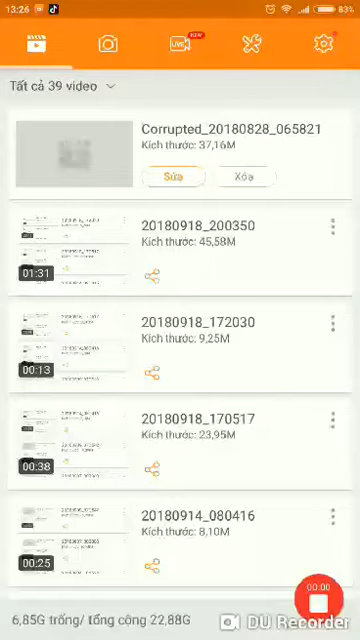 13:26
83%
LIVE NEW
Tất cả 39 video
Corrupted_20180828_065821
Kích thước: 37,16M
Sửa
Xóa
20180918_200350
Kích thước: 45,58M
01:31
20180918_172030
Kích thước: 9,25M
00:13
20180918_170517
Kích thước: 23,95M
00:38
20180914_080416
Kích thước: 8,10M
00:25
00:00
6,85G trống/ tổng cộng 22,88G
DU Recorder